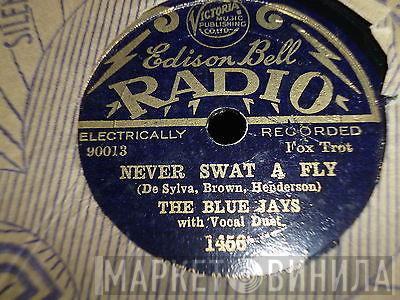 VICTORIA
MUSIC
PUBLISHING
CO., LTD.
Edison Bell
RADIO
ELECTRICALLY RECORDED
90013 Fox Trot
NEVER SWAT A FLY
(De Sylva, Brown, Henderson)
THE BLUE JAYS
with Vocal Duet
1456
МАРКЕТ ВИНИЛА